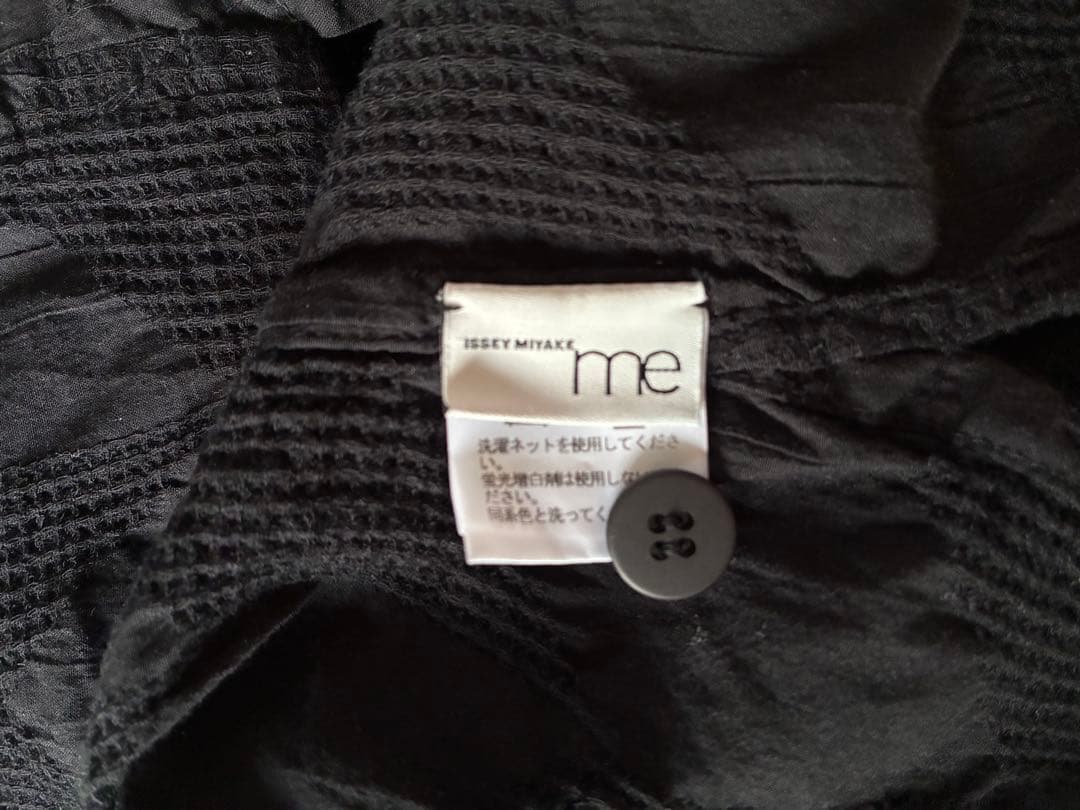 ISSEY MIYAKE
me
洗濯ネットを使用してくださ
い。
蛍光増白剤は使用しない
ださい。
同系色と洗ってく